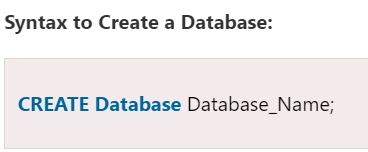 Syntax to Create a Database:
CREATE Database Database_Name;